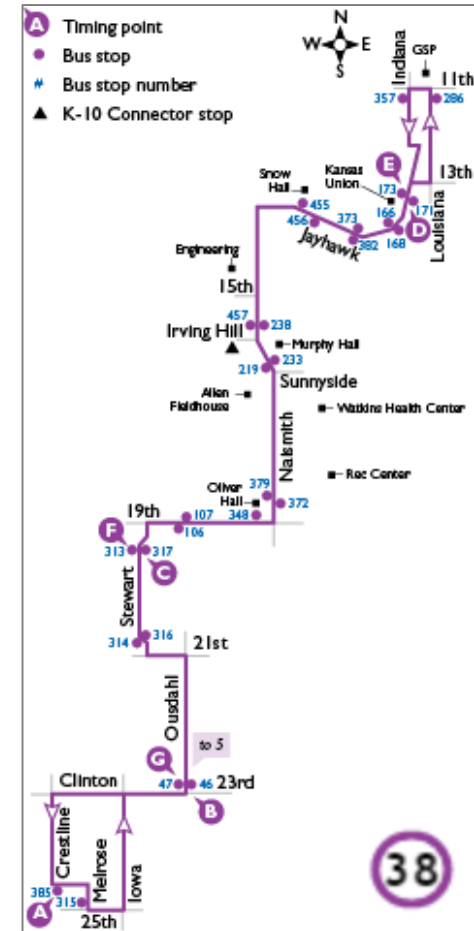 A Timing point
Bus stop
# Bus stop number
K-10 Connector stop
N
W E
S
Indiana
GSP
11th
357
286
E
13th
Snow
Hall
Kansas
Union
173
455
166
171
456
373
D
Jayhawk
382
168
Louisiana
Engineering
15th
457
238
Irving Hill
Murphy Hall
233
219
Sunnyside
Allen
Fieldhouse
Watkins Health Center
Naismith
Rec Center
379
Oliver
Hall
372
19th
107
348
106
F
313
317
C
Stewart
316
314
21st
Ousdahl
to 5
G
Clinton
47
46
23rd
B
Crestline
Melrose
Iowa
385
315
A
25th
38